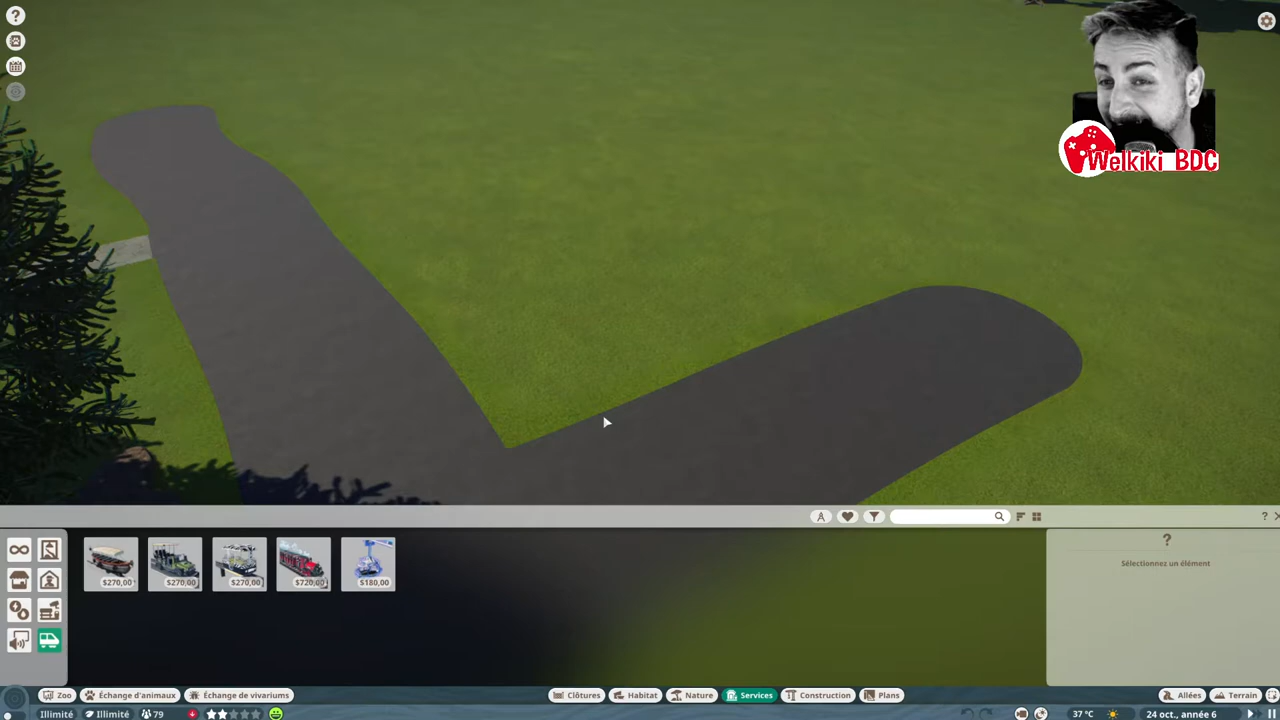 ?
Welkiki BDC
?
?
Sélectionnez un élément
$270,00
$270,00
$270,00
$720,00
$180,00
Zoo
Échange d'animaux
Échange de vivariums
Clôtures
Habitat
Nature
Services
Construction
Plans
Allées
Terrain
Illimité
Illimité
79
37 °C
24 oct., année 6